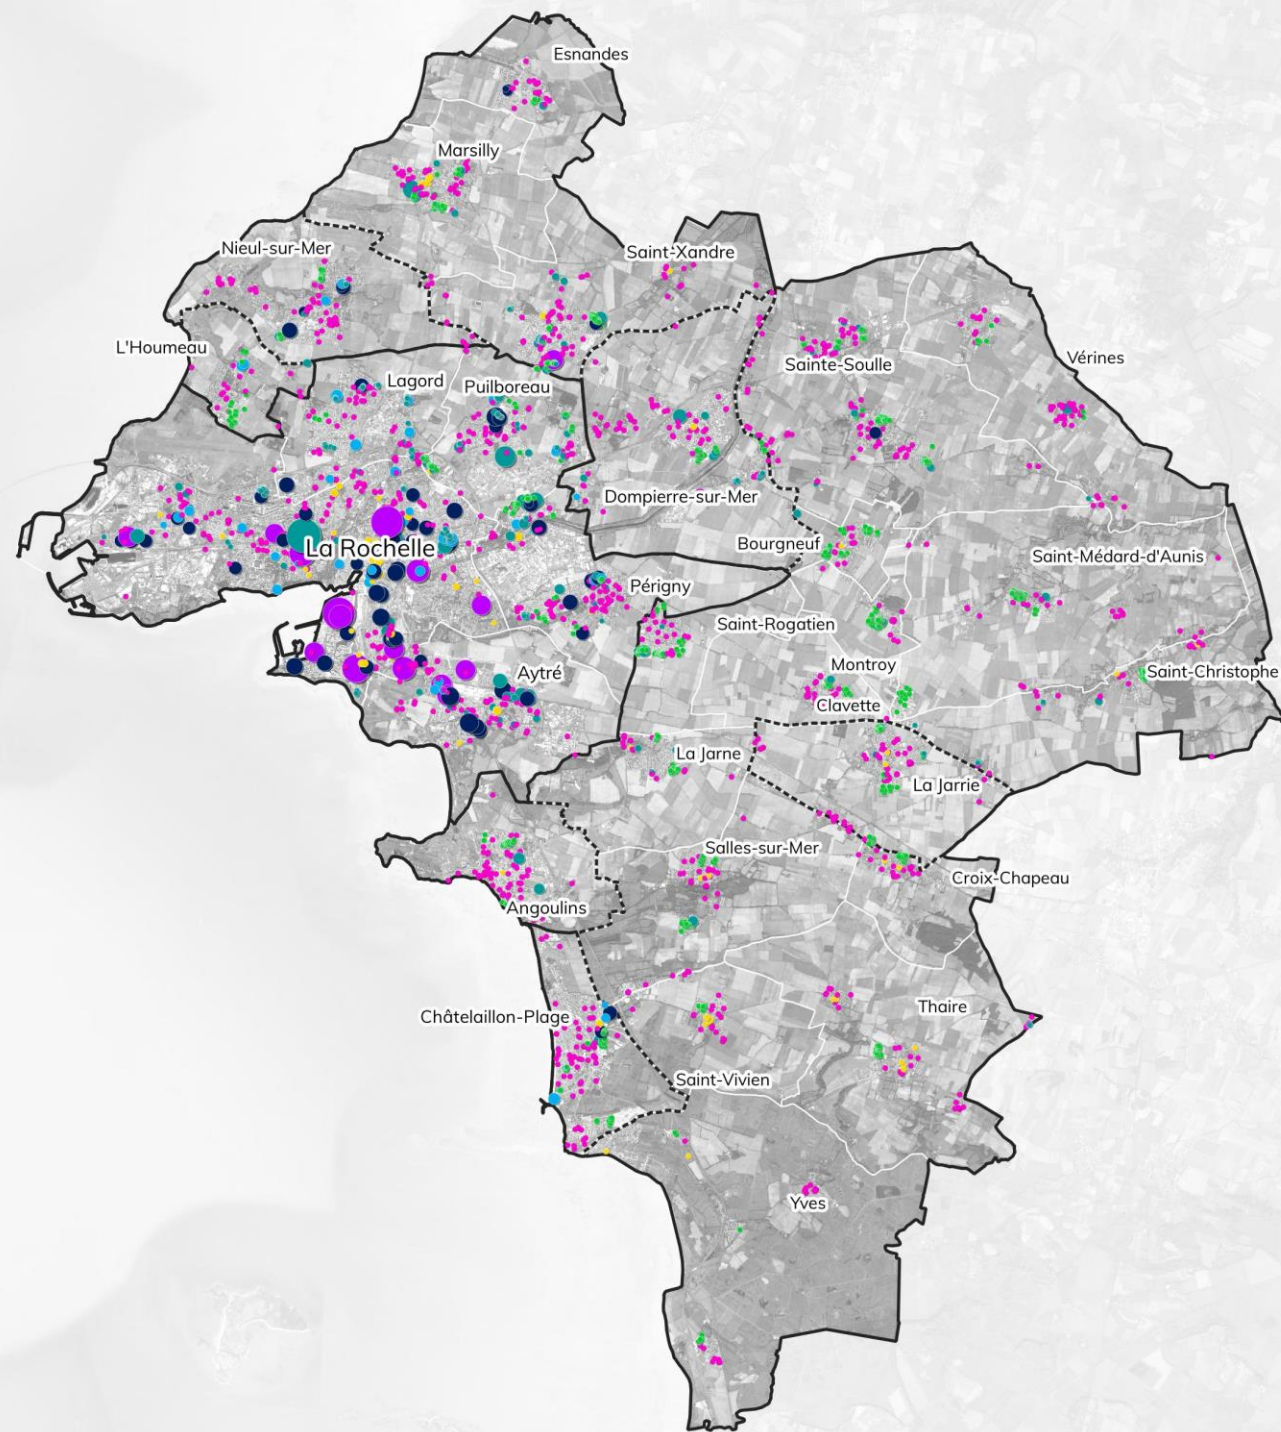 Esnandes
Marsilly
Nieul-sur-Mer
Saint-Xandre
L'Houmeau
Lagord
Puilboreau
Sainte-Soulle
Vérines
Dompierre-sur-Mer
La Rochelle
Bourgneuf
Saint-Médard-d'Aunis
Périgny
Saint-Rogatien
Montroy
Aytré
Saint-Christophe
Clavette
La Jarne
La Jarrie
Salles-sur-Mer
Croix-Chapeau
Angoulins
Châtelaillon-Plage
Thaire
Saint-Vivien
Yves